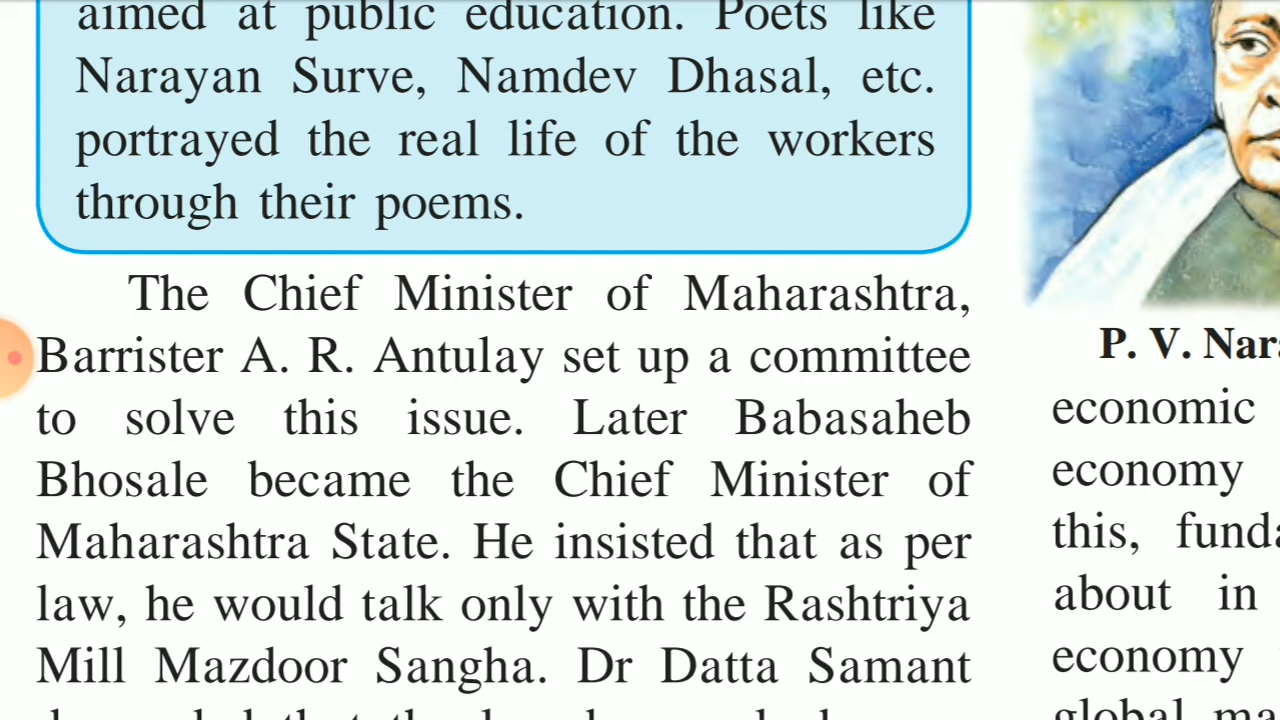 aimed at public education. Poets like
Narayan Surve, Namdev Dhasal, etc.
portrayed the real life of the workers
through their poems.
The Chief Minister of Maharashtra,
Barrister A. R. Antulay set up a committee
to solve this issue. Later Babasaheb
Bhosale became the Chief Minister of
Maharashtra State. He insisted that as per
law, he would talk only with the Rashtriya
Mill Mazdoor Sangha. Dr Datta Samant
that the
P. V.
economic
economy
this,
about in
economy
global